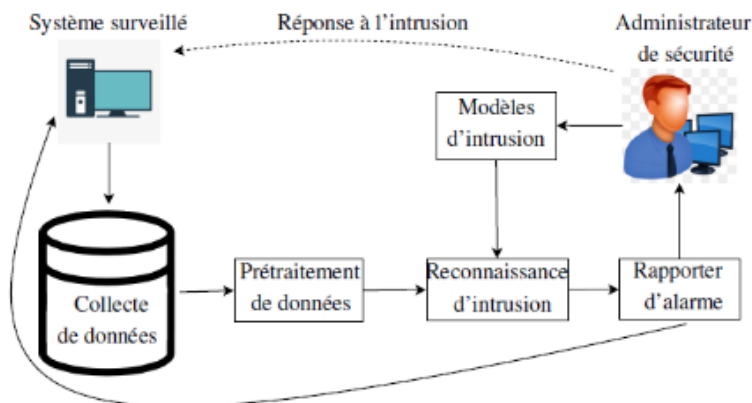 Système surveillé
Réponse à l'intrusion
Administrateur
de sécurité
Modèles
d'intrusion
Collecte
de données
Prétraitement
de données
Reconnaissance
d'intrusion
Rapporter
d'alarme